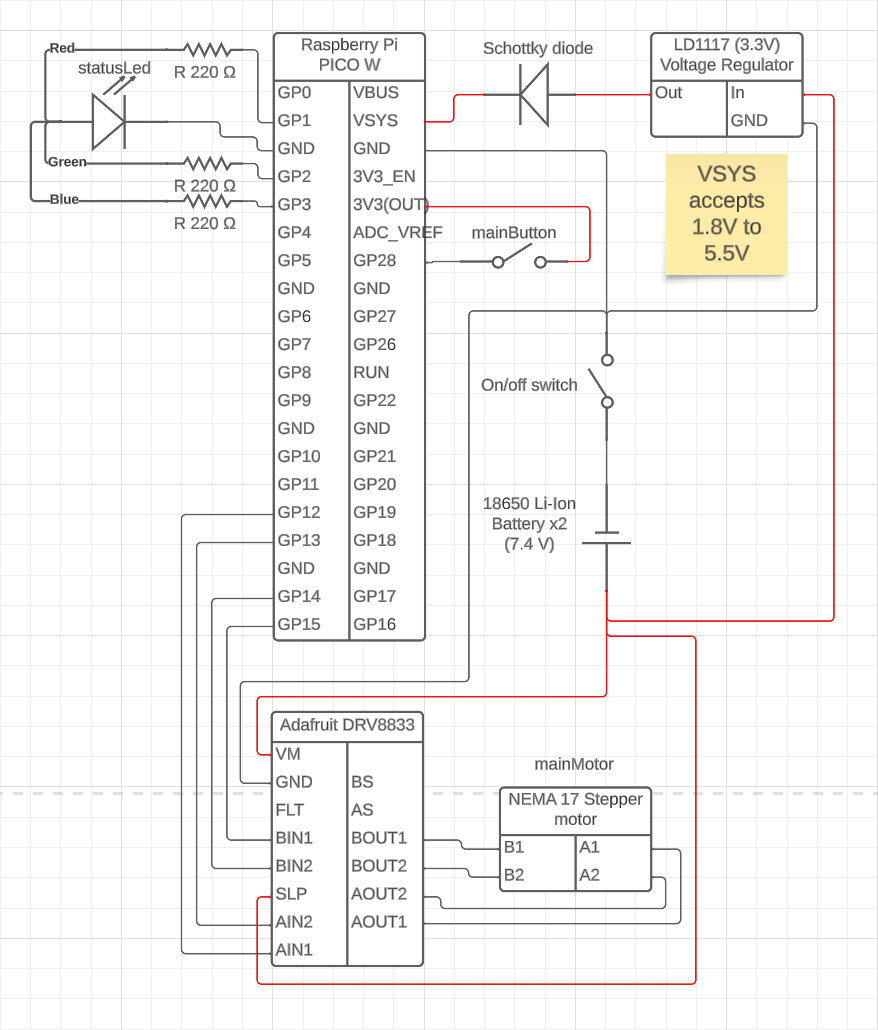 Red
statusLed
R 220 Ω
Green
R 220 Ω
Blue
R 220 Ω
Raspberry Pi
PICO W
GP0 VBUS
GP1 VSYS
GND GND
GP2 3V3_EN
GP3 3V3(OUT)
GP4 ADC_VREF
GP5 GP28
GND GND
GP6 GP27
GP7 GP26
GP8 RUN
GP9 GP22
GND GND
GP10 GP21
GP11 GP20
GP12 GP19
GP13 GP18
GND GND
GP14 GP17
GP15 GP16
Schottky diode
LD1117 (3.3V)
Voltage Regulator
Out In
GND
VSYS
accepts
1.8V to
5.5V
mainButton
On/off switch
18650 Li-Ion
Battery x2
(7.4 V)
Adafruit DRV8833
VM
GND BS
FLT AS
BIN1 BOUT1
BIN2 BOUT2
SLP AOUT2
AIN2 AOUT1
AIN1
mainMotor
NEMA 17 Stepper
motor
B1 A1
B2 A2